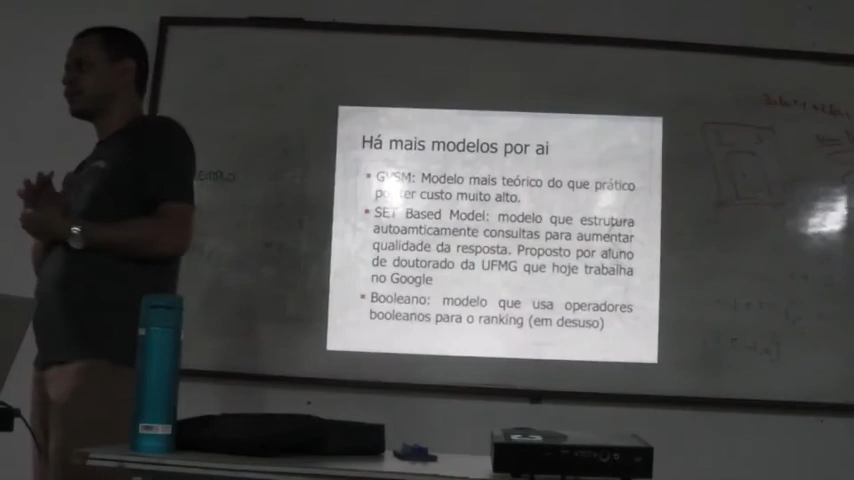 Há mais modelos por ai
GVSM: Modelo mais teórico do que prático
por ter custo muito alto.
SET Based Model: modelo que estrutura
autoamticamente consultas para aumentar
qualidade da resposta. Proposto por aluno
de doutorado da UFMG que hoje trabalha
no Google
Booleano: modelo que usa operadores
booleanos para o ranking (em desuso)